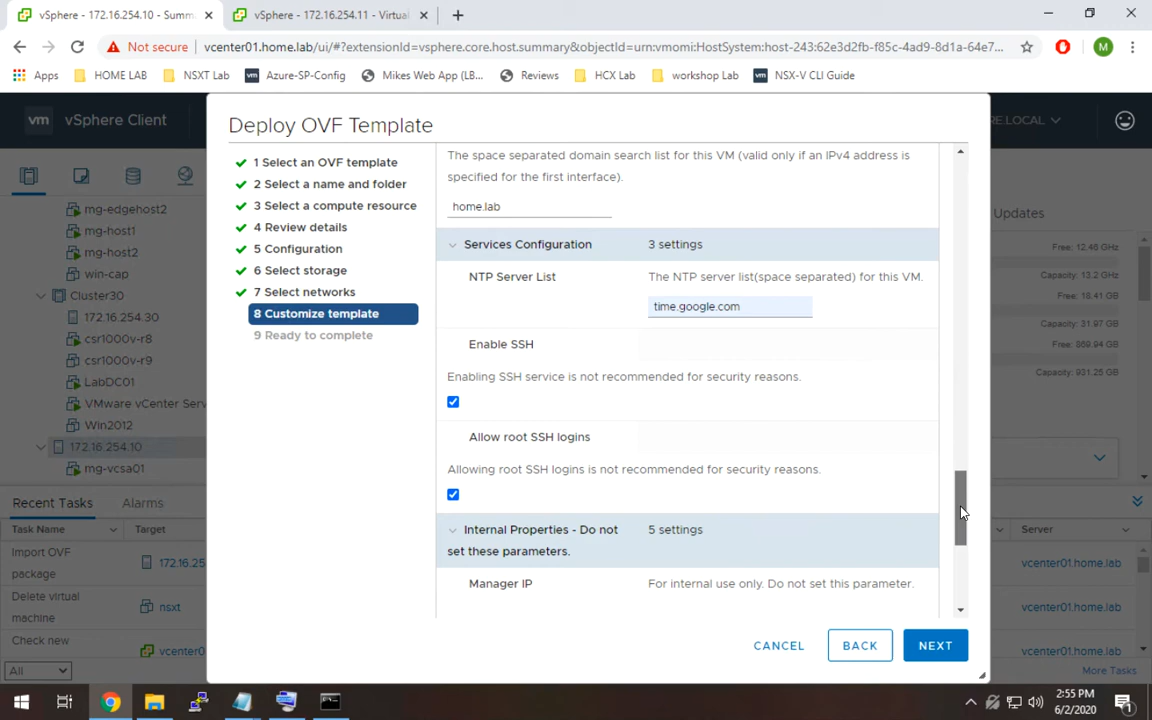 vSphere - 172.16.254.10 - Summ
vSphere - 172.16.254.11 - Virtual
Not secure
vcenter01.home.lab/ui/#?extensionId=vsphere.core.host.summary&objectId=urn:vmomi:HostSystem:host-243:62e3d2fb-f85c-4ad9-8d1a-64e7...
M
Apps
HOME LAB
NSXT Lab
vm
Azure-SP-Config
Mikes Web App (LB...
Reviews
HCX Lab
workshop Lab
vm
NSX-V CLI Guide
vm
vSphere Client
RE.LOCAL
Deploy OVF Template
1 Select an OVF template
2 Select a name and folder
3 Select a compute resource
4 Review details
5 Configuration
6 Select storage
7 Select networks
8 Customize template
9 Ready to complete
The space separated domain search list for this VM (valid only if an IPv4 address is
specified for the first interface).
home.lab
Services Configuration
3 settings
NTP Server List
The NTP server list(space separated) for this VM.
time.google.com
Enable SSH
Enabling SSH service is not recommended for security reasons.
Allow root SSH logins
Allowing root SSH logins is not recommended for security reasons.
Internal Properties - Do not
set these parameters.
5 settings
Manager IP
For internal use only. Do not set this parameter.
CANCEL
BACK
NEXT
mg-edgehost2
mg-host1
mg-host2
win-cap
Cluster30
172.16.254.30
csr1000v-r8
csr1000v-r9
LabDC01
VMware vCenter Serv
Win2012
172.16.254.10
mg-vcsa01
Updates
Free: 12.46 GHz
Capacity: 13.2 GHz
Free: 18.41 GB
Capacity: 31.97 GB
Free: 869.94 GB
Capacity: 931.25 GB
Recent Tasks
Alarms
Task Name
Target
Server
Import OVF
package
172.16.25
vcenter01.home.lab
Delete virtual
machine
nsxt
vcenter01.home.lab
Check new
vcenter0
vcenter01.home.lab
All
More Tasks
2:55 PM
6/2/2020
1